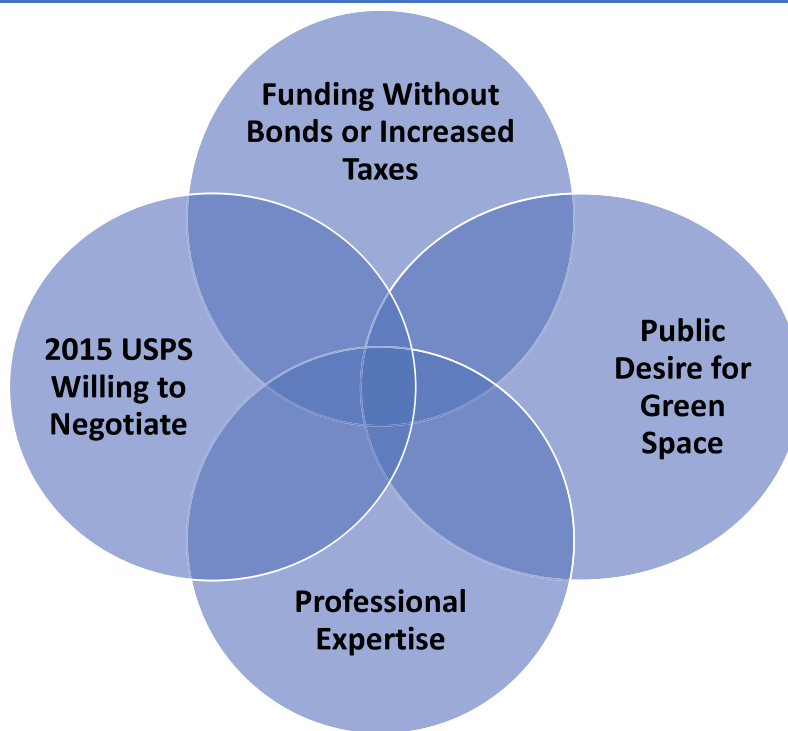 Funding Without
Bonds or Increased
Taxes
2015 USPS
Willing to
Negotiate
Public
Desire for
Green
Space
Professional
Expertise